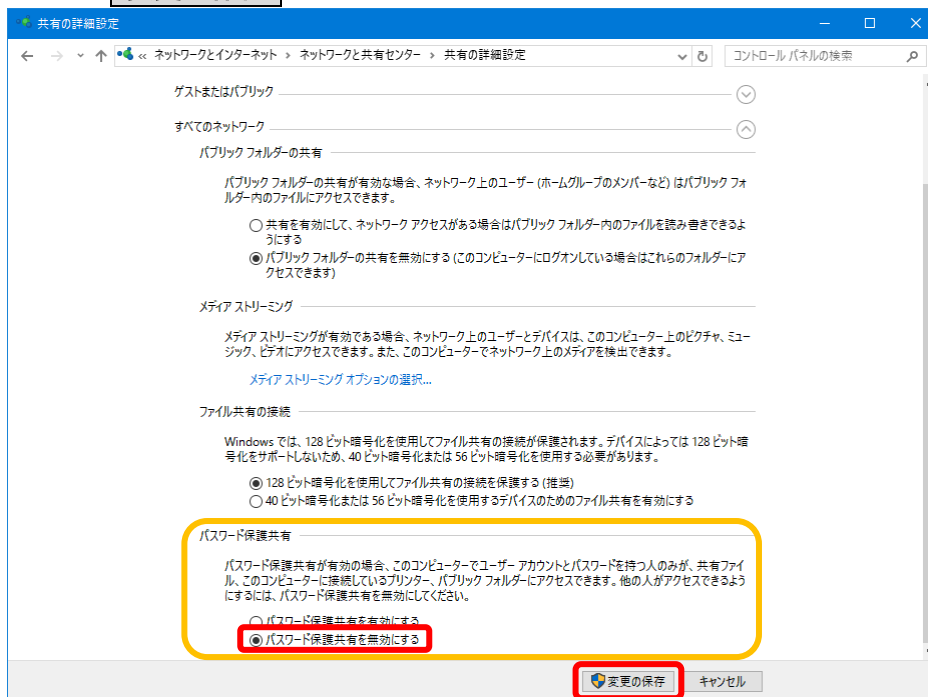 共有の詳細設定
« ネットワークとインターネット › ネットワークと共有センター › 共有の詳細設定
コントロール パネルの検索
ゲストまたはパブリック
すべてのネットワーク
パブリック フォルダーの共有
パブリック フォルダーの共有が有効な場合、ネットワーク上のユーザー (ホームグループのメンバーなど) はパブリック フォ
ルダー内のファイルにアクセスできます。
共有を有効にして、ネットワーク アクセスがある場合はパブリック フォルダー内のファイルを読み書きできるよ
うにする
パブリック フォルダーの共有を無効にする (このコンピューターにログオンしている場合はこれらのフォルダーにア
クセスできます)
メディア ストリーミング
メディア ストリーミングが有効である場合、ネットワーク上のユーザーとデバイスは、このコンピューター上のピクチャ、ミュー
ジック、ビデオにアクセスできます。また、このコンピューターでネットワーク上のメディアを検出できます。
メディア ストリーミング オプションの選択...
ファイル共有の接続
Windows では、128 ビット暗号化を使用してファイル共有の接続が保護されます。デバイスによっては 128 ビット暗
号化をサポートしないため、40 ビット暗号化または 56 ビット暗号化を使用する必要があります。
128 ビット暗号化を使用してファイル共有の接続を保護する (推奨)
40 ビット暗号化または 56 ビット暗号化を使用するデバイスのためのファイル共有を有効にする
パスワード保護共有
パスワード保護共有が有効の場合、このコンピューターでユーザー アカウントとパスワードを持つ人のみが、共有ファイ
ル、このコンピューターに接続しているプリンター、パブリック フォルダーにアクセスできます。他の人がアクセスできるよう
にするには、パスワード保護共有を無効にしてください。
パスワード保護共有を有効にする
パスワード保護共有を無効にする
変更の保存
キャンセル